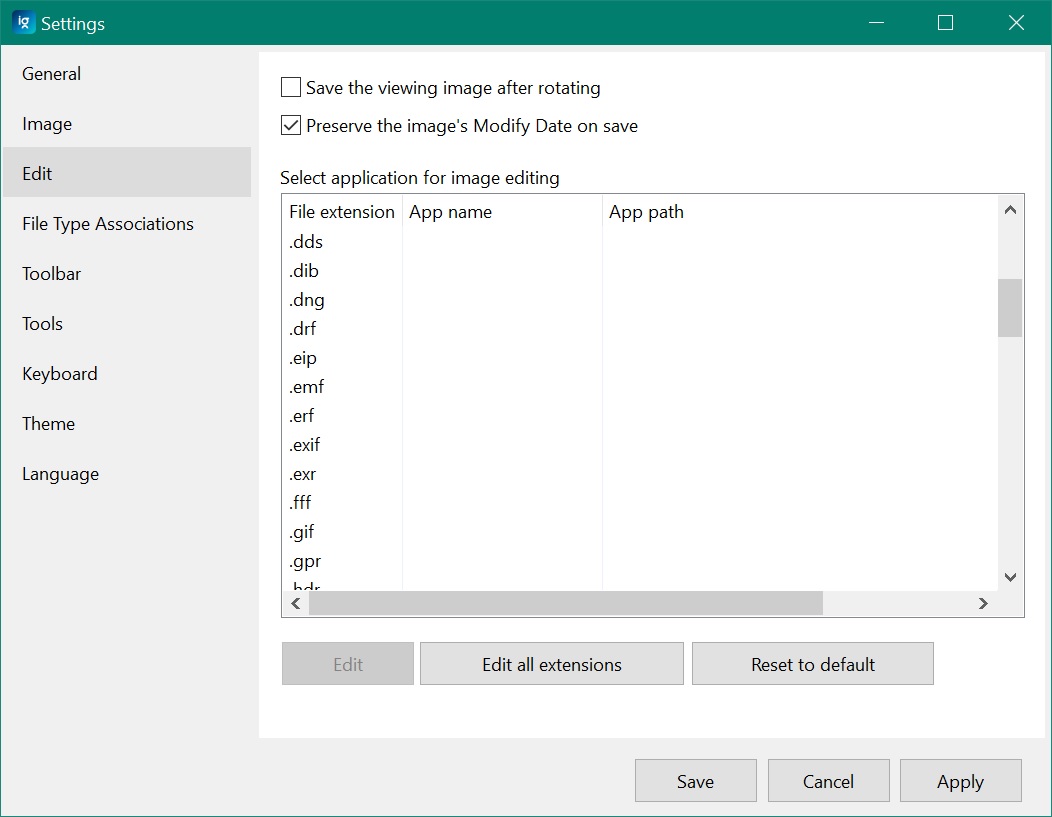 ig
Settings
General
Image
Edit
File Type Associations
Toolbar
Tools
Keyboard
Theme
Language
Save the viewing image after rotating
Preserve the image's Modify Date on save
Select application for image editing
File extension App name App path
.dds
.dib
.dng
.drf
.eip
.emf
.erf
.exif
.exr
.fff
.gif
.gpr
.hdr
Edit Edit all extensions Reset to default
Save Cancel Apply